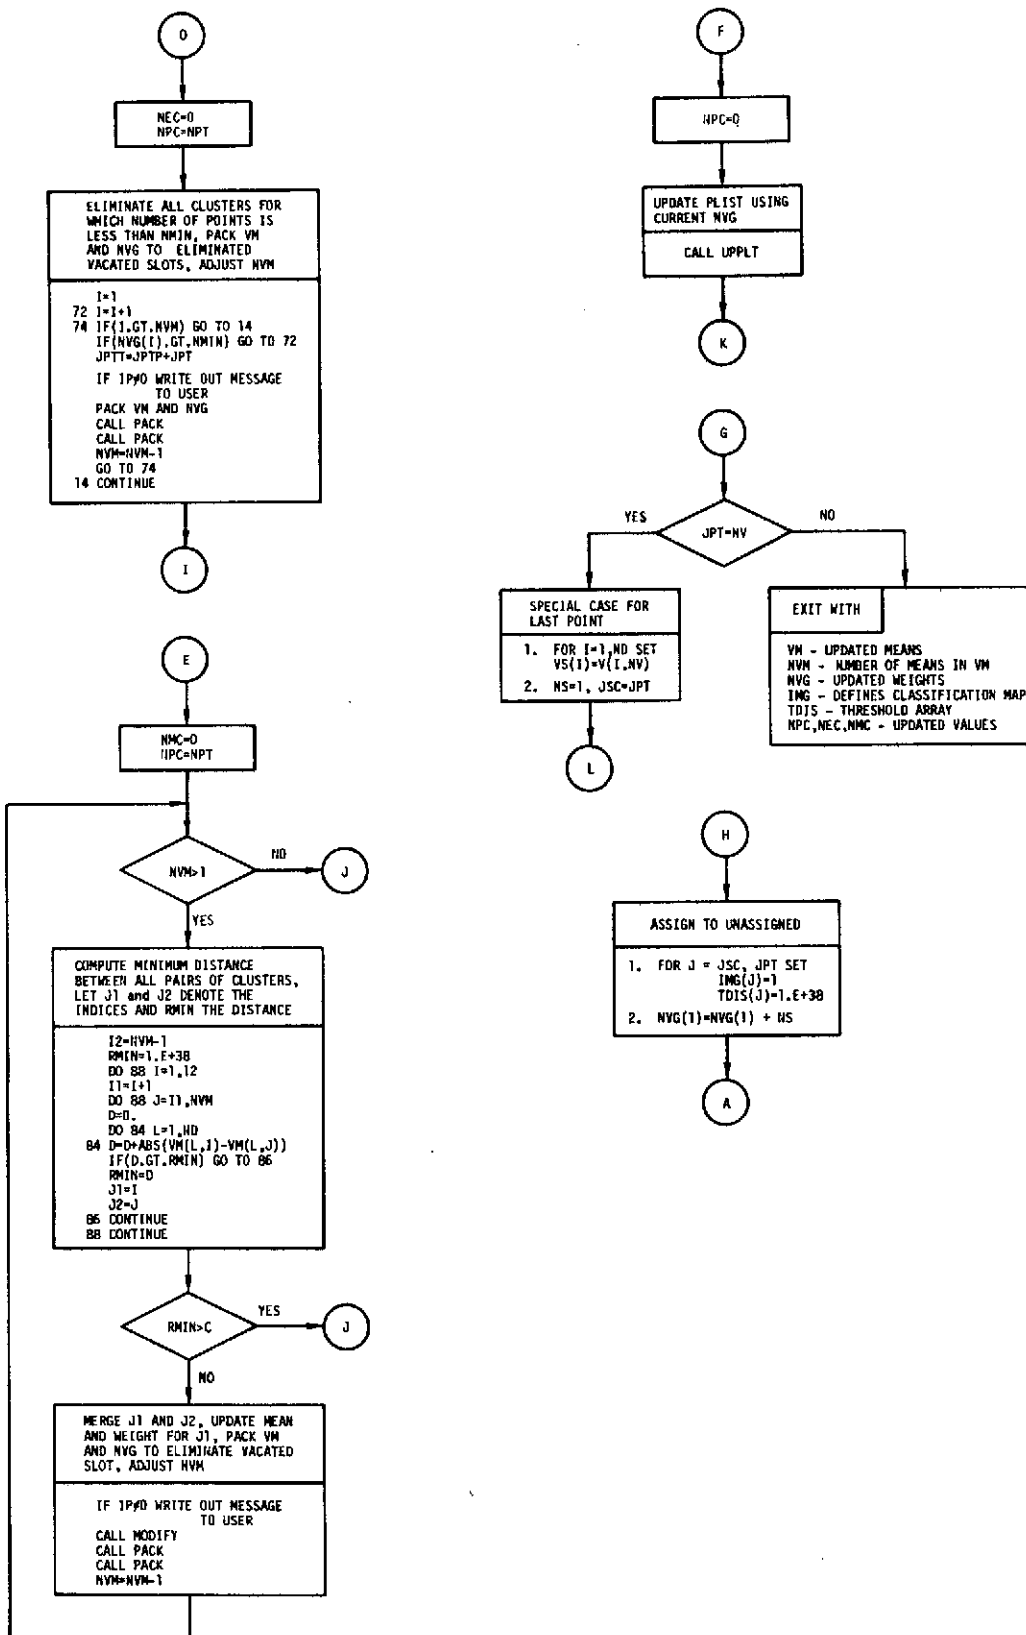 D
NEC=0
NPC=NPT
ELIMINATE ALL CLUSTERS FOR
WHICH NUMBER OF POINTS IS
LESS THAN NMIN, PACK VM
AND NVG TO ELIMINATED
VACATED SLOTS, ADJUST NVM
I=1
72 I=I+1
74 IF(I.GT.NVM) GO TO 14
IF(NVG(I).GT.NMIN) GO TO 72
JPTT=JPTP+JPT
IF IP≠0 WRITE OUT MESSAGE
TO USER
PACK VM AND NVG
CALL PACK
CALL PACK
NVM=NVM-1
GO TO 74
14 CONTINUE
I
E
NMC=0
NPC=NPT
NVM>1
NO
J
YES
COMPUTE MINIMUM DISTANCE
BETWEEN ALL PAIRS OF CLUSTERS,
LET J1 and J2 DENOTE THE
INDICES AND RMIN THE DISTANCE
I2=NVM-1
RMIN=1.E+38
DO 88 I=1,I2
I1=I+1
DO 88 J=I1,NVM
D=0.
DO 84 L=1,ND
84 D=D+ABS(VM(L,I)-VM(L,J))
IF(D.GT.RMIN) GO TO 86
RMIN=D
J1=I
J2=J
86 CONTINUE
88 CONTINUE
RMIN>C
YES
J
NO
MERGE J1 AND J2, UPDATE MEAN
AND WEIGHT FOR J1, PACK VM
AND NVG TO ELIMINATE VACATED
SLOT, ADJUST NVM
IF IP≠0 WRITE OUT MESSAGE
TO USER
CALL MODIFY
CALL PACK
CALL PACK
NVM=NVM-1
F
NPC=0
UPDATE PLIST USING
CURRENT NVG
CALL UPPLT
K
G
YES
JPT=NV
NO
SPECIAL CASE FOR
LAST POINT
1. FOR I=1,ND SET
VS(I)=V(I,NV)
2. NS=1, JSC=JPT
L
EXIT WITH
VM - UPDATED MEANS
NVM - NUMBER OF MEANS IN VM
NVG - UPDATED WEIGHTS
IMG - DEFINES CLASSIFICATION MAP
TDIS - THRESHOLD ARRAY
NPC,NEC,NMC - UPDATED VALUES
H
ASSIGN TO UNASSIGNED
1. FOR J = JSC, JPT SET
IMG(J)=1
TDIS(J)=1.E+38
2. NVG(1)=NVG(1) + NS
A